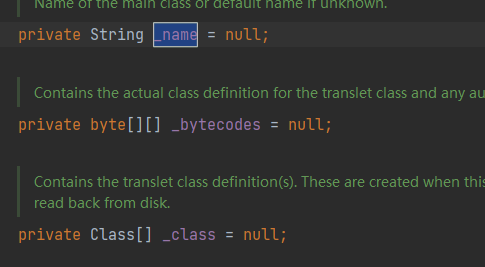 Name of the main class or default name if unknown.
private String _name = null;
Contains the actual class definition for the translet class and any au
private byte[][] _bytecodes = null;
Contains the translet class definition(s). These are created when this
read back from disk.
private Class[] _class = null;